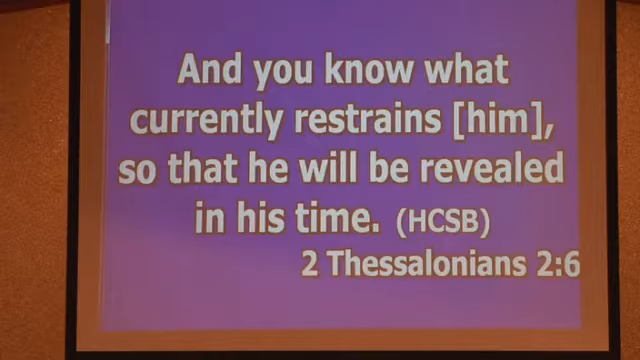 And you know what
currently restrains [him],
so that he will be revealed
in his time. (HCSB)
2 Thessalonians 2:6